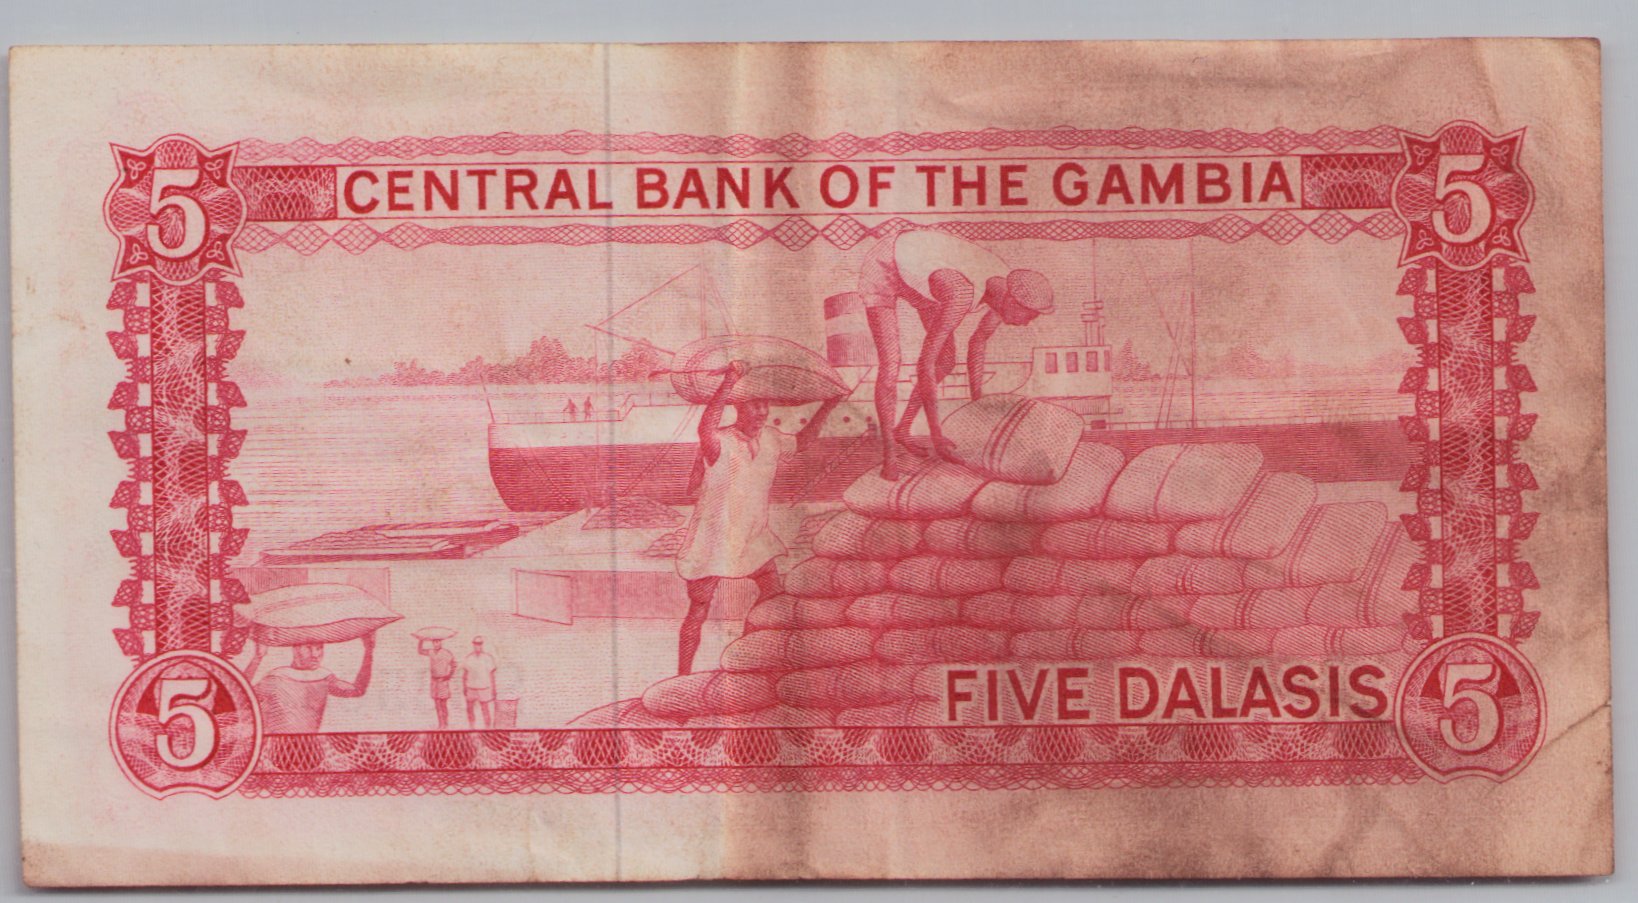 5 CENTRAL BANK OF THE GAMBIA 5
FIVE DALASIS
5 5